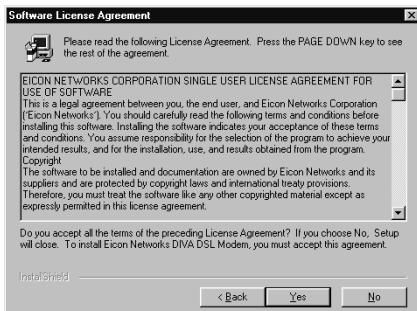 Software License Agreement
Please read the following License Agreement. Press the PAGE DOWN key to see
the rest of the agreement.
EICON NETWORKS CORPORATION SINGLE USER LICENSE AGREEMENT FOR
USE OF SOFTWARE
This is a legal agreement between you, the end user, and Eicon Networks Corporation
('Eicon Networks'). You should carefully read the following terms and conditions before
installing this software. Installing the software indicates your acceptance of these terms
and conditions. You assume responsibility for the selection of the program to achieve your
intended results, and for the installation, use, and results obtained from the program.
Copyright
The software to be installed and documentation are owned by Eicon Networks and its
suppliers and are protected by copyright laws and international treaty provisions.
Therefore, you must treat the software like any other copyrighted material except as
expressly permitted in this license agreement.
Do you accept all the terms of the preceding License Agreement? If you choose No, Setup
will close. To install Eicon Networks DIVA DSL Modem, you must accept this agreement.
InstallShield
< Back
Yes
No